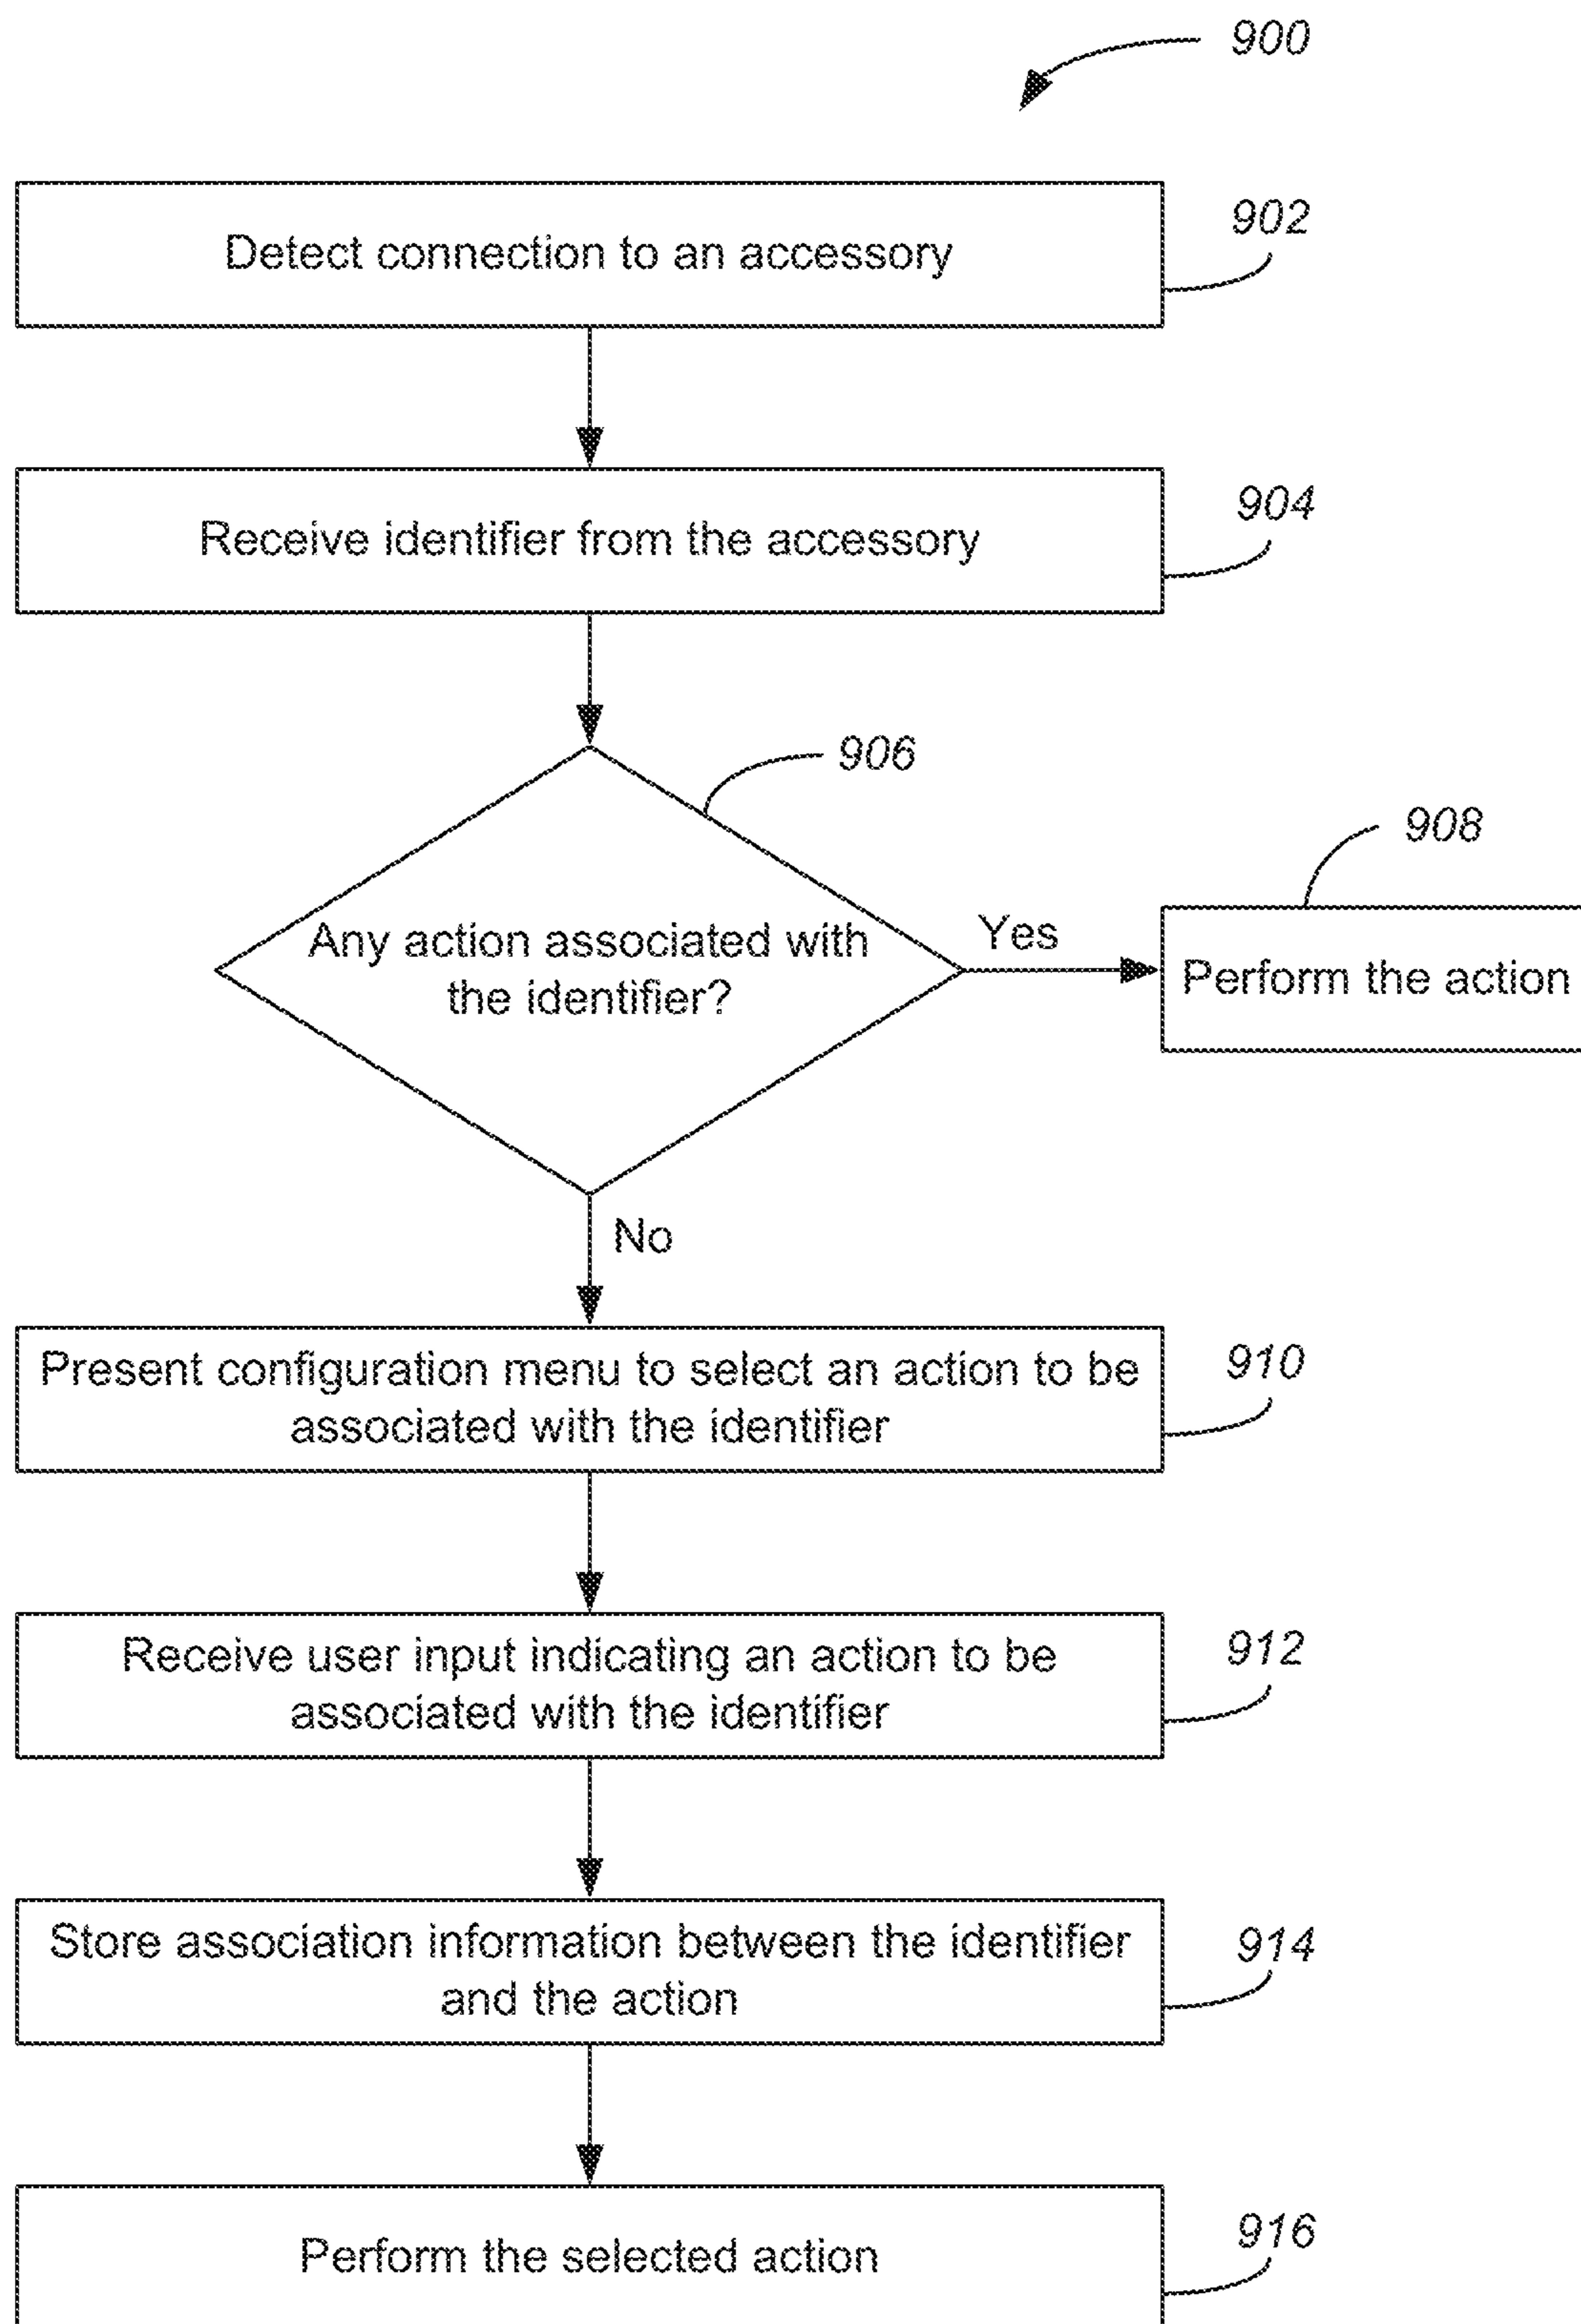 900
Detect connection to an accessory
902
Receive identifier from the accessory
904
906
Any action associated with
the identifier?
Yes
908
Perform the action
No
Present configuration menu to select an action to be
associated with the identifier
910
Receive user input indicating an action to be
associated with the identifier
912
Store association information between the identifier
and the action
914
Perform the selected action
916